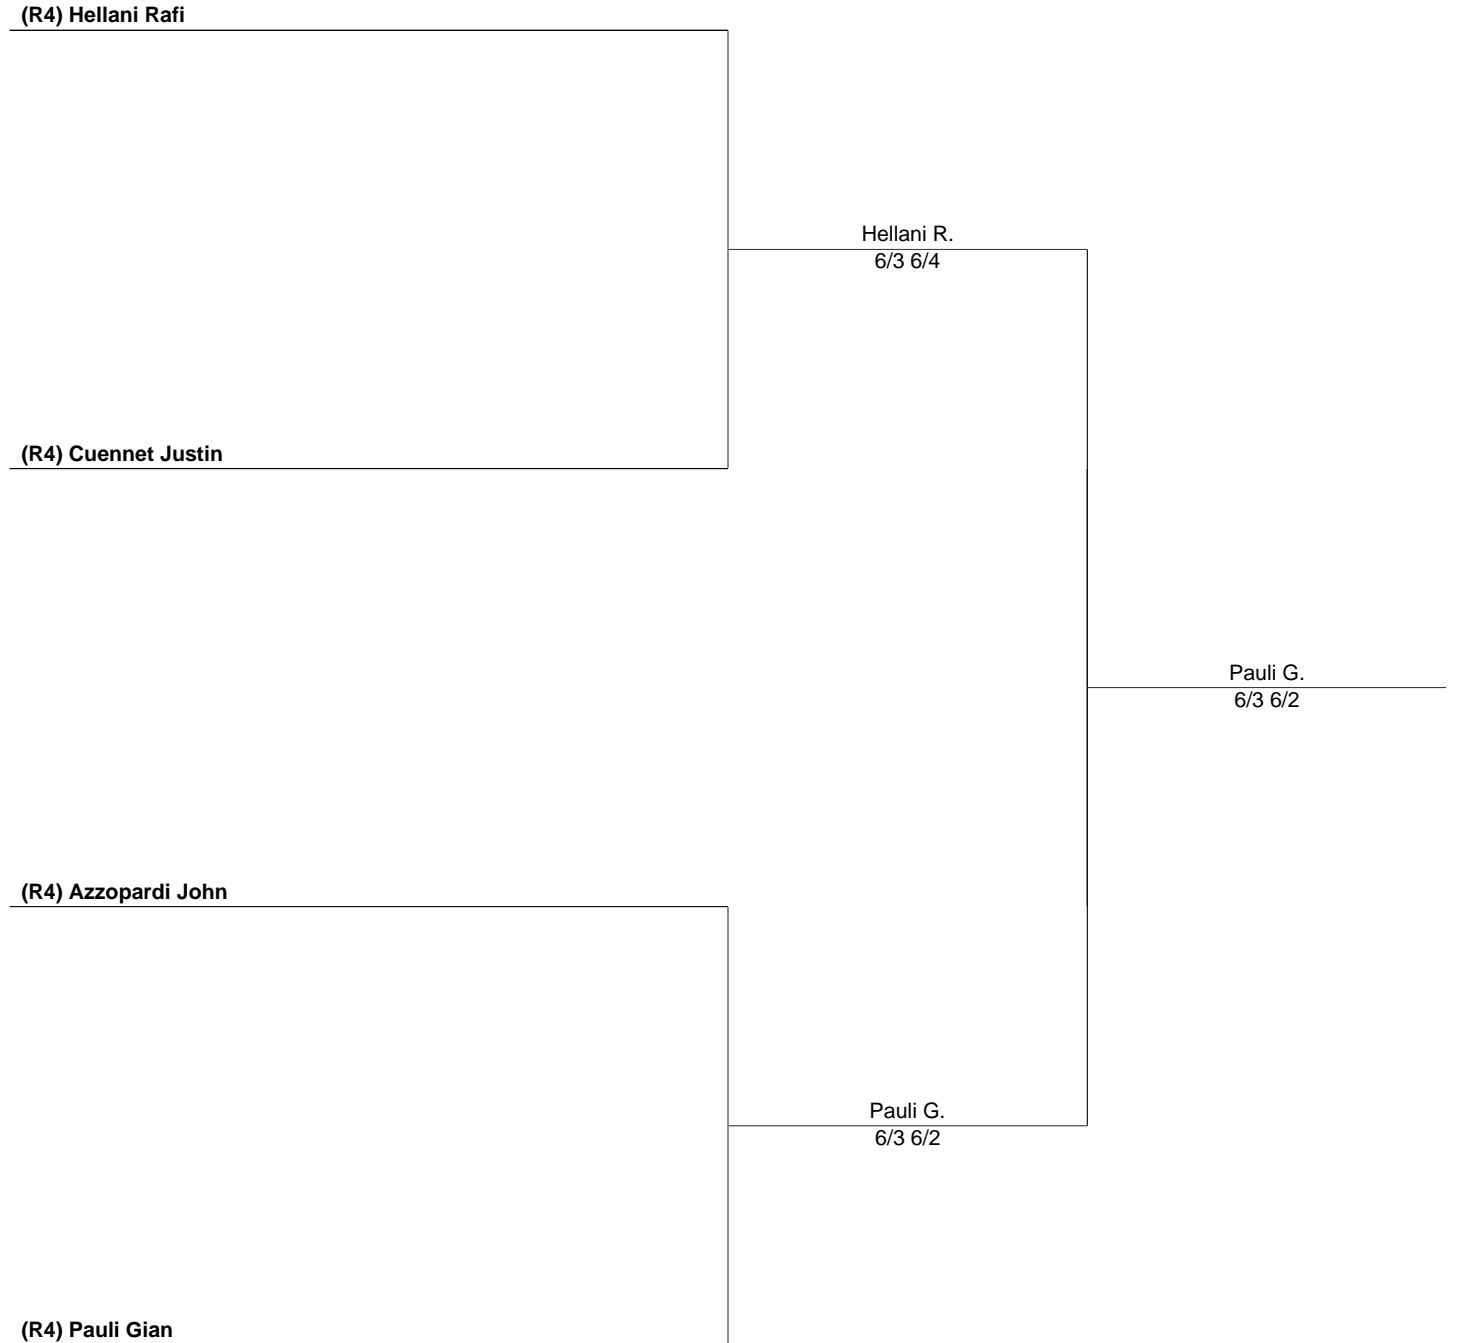 (R4) Hellani Rafi
Hellani R.
6/3 6/4
(R4) Cuennet Justin
Pauli G.
6/3 6/2
(R4) Azzopardi John
Pauli G.
6/3 6/2
(R4) Pauli Gian